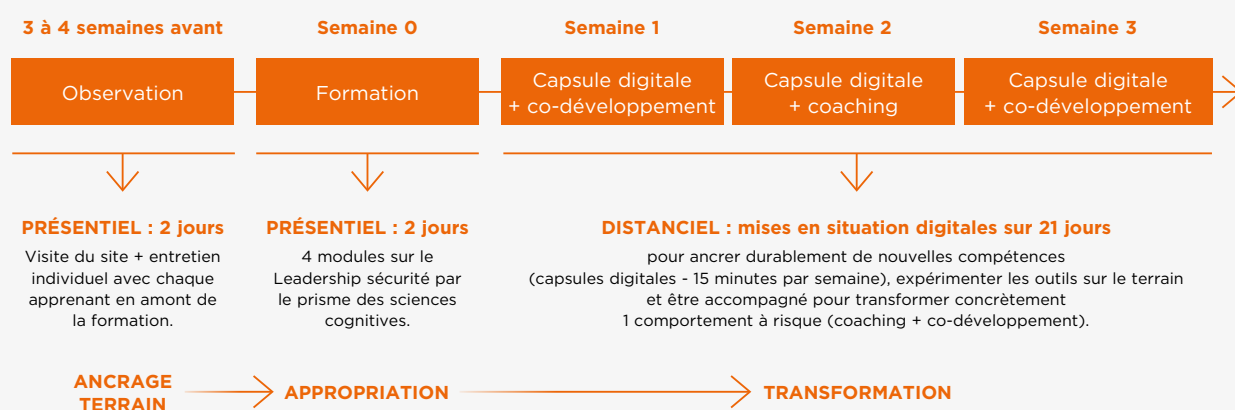 3 à 4 semaines avant
Semaine 0
Semaine 1
Semaine 2
Semaine 3
Observation
Formation
Capsule digitale
+ co-développement
Capsule digitale
+ coaching
Capsule digitale
+ co-développement
PRÉSENTIEL : 2 jours
Visite du site + entretien
individuel avec chaque
apprenant en amont de
la formation.
PRÉSENTIEL : 2 jours
4 modules sur le
Leadership sécurité par
le prisme des sciences
cognitives.
DISTANCIEL : mises en situation digitales sur 21 jours
pour ancrer durablement de nouvelles compétences
(capsules digitales - 15 minutes par semaine), expérimenter les outils sur le terrain
et être accompagné pour transformer concrètement
1 comportement à risque (coaching + co-développement).
ANCRAGE
TERRAIN
APPROPRIATION
TRANSFORMATION